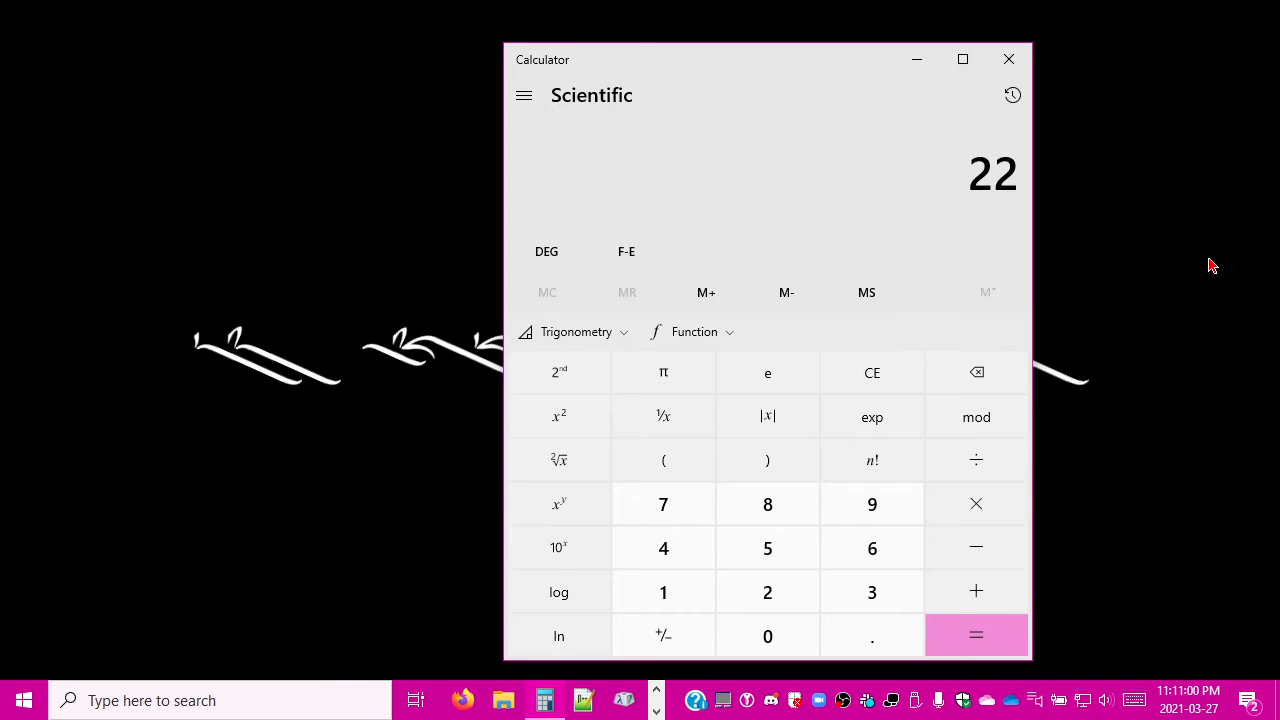 Calculator
Scientific
22
DEG F-E
MC MR M+ M- MS M˅
Trigonometry Function
2ⁿᵈ π e CE
x² ¹⁄x |x| exp mod
²√x ( ) n! ÷
xʸ 7 8 9 ×
10ˣ 4 5 6 −
log 1 2 3 +
ln +/− 0 . =
Type here to search
11:11:00 PM
2021-03-27
2